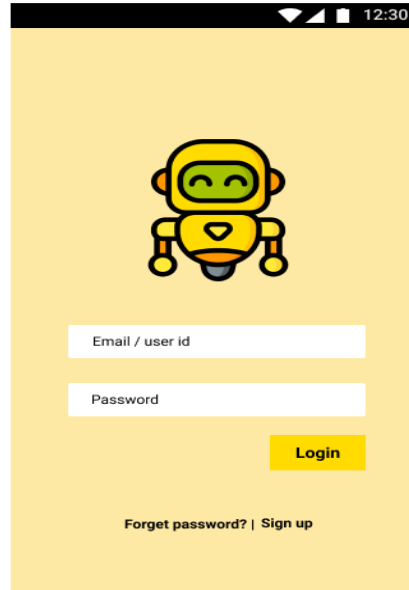 12:30
Email / user id
Password
Login
Forget password? | Sign up